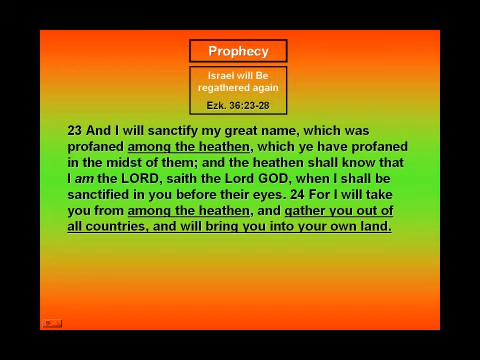 Prophecy
Israel will Be
regathered again
Ezk. 36:23-28
23 And I will sanctify my great name, which was
profaned among the heathen, which ye have profaned
in the midst of them; and the heathen shall know that
I am the LORD, saith the Lord GOD, when I shall be
sanctified in you before their eyes. 24 For I will take
you from among the heathen, and gather you out of
all countries, and will bring you into your own land.